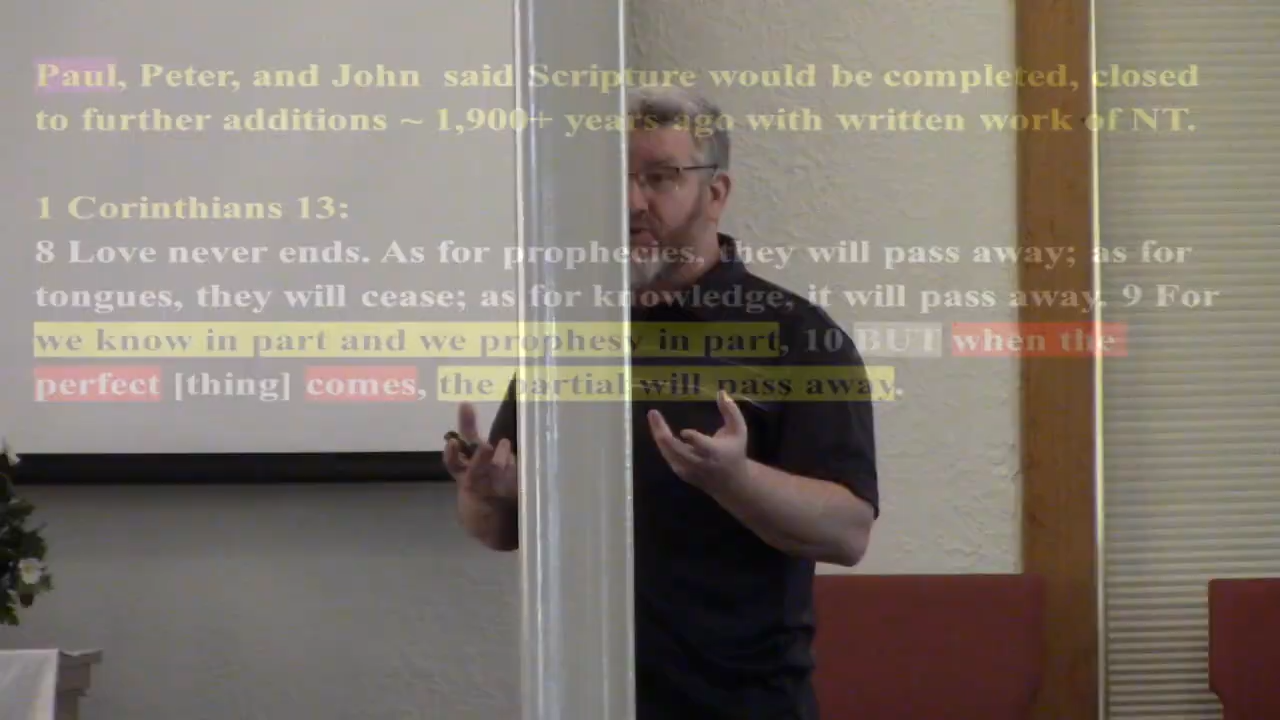 Paul, Peter, and John said Scripture would be completed, closed
to further additions ~ 1,900+ years ago with written work of NT.
1 Corinthians 13:
8 Love never ends. As for prophecies, they will pass away; as for
tongues, they will cease; as for knowledge, it will pass away. 9 For
we know in part and we prophesy in part, 10 BUT when the
perfect [thing] comes, the partial will pass away.